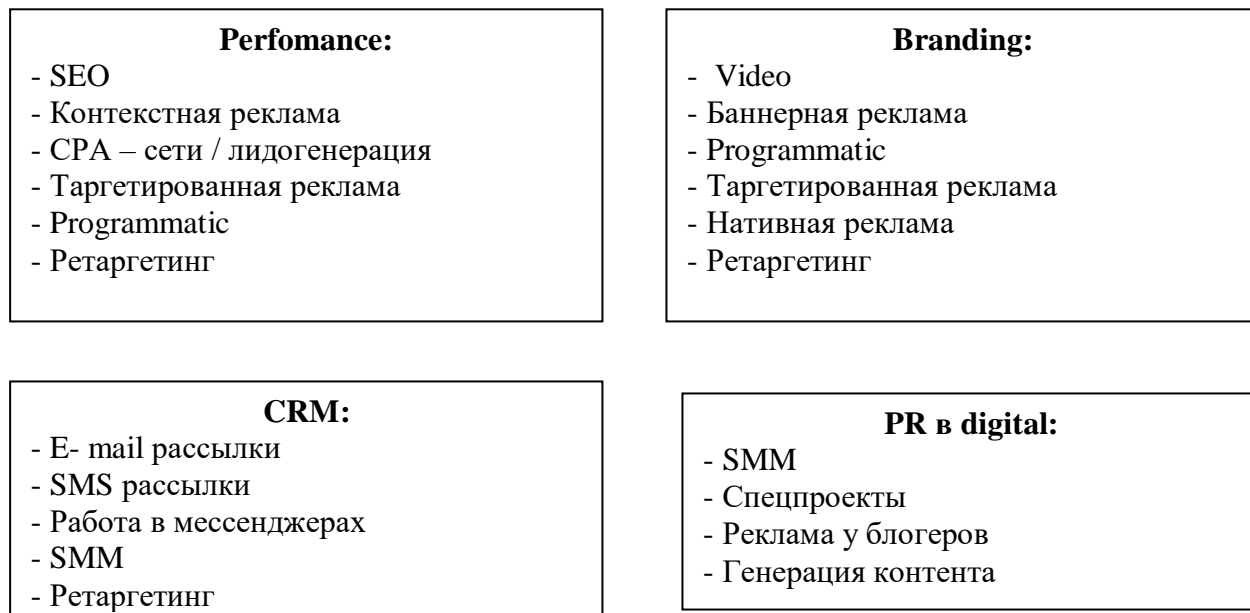 Perfomance:
- SEO
- Контекстная реклама
- CPA – сети / лидогенерация
- Таргетированная реклама
- Programmatic
- Ретаргетинг
Branding:
- Video
- Баннерная реклама
- Programmatic
- Таргетированная реклама
- Нативная реклама
- Ретаргетинг
CRM:
- E- mail рассылки
- SMS рассылки
- Работа в мессенджерах
- SMM
- Ретаргетинг
PR в digital:
- SMM
- Спецпроекты
- Реклама у блогеров
- Генерация контента